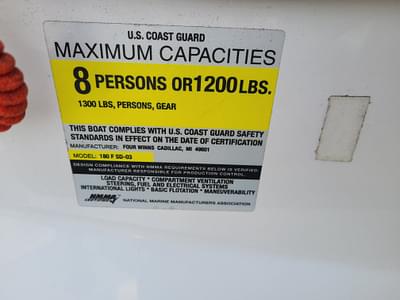 U.S. COAST GUARD
MAXIMUM CAPACITIES
8 PERSONS OR 1200 LBS.
1300 LBS, PERSONS, GEAR
THIS BOAT COMPLIES WITH U.S. COAST GUARD SAFETY
STANDARDS IN EFFECT ON THE DATE OF CERTIFICATION
MANUFACTURER: FOUR WINNS CADILLAC, MI 49601
MODEL: 180 F SD-03
DESIGN COMPLIANCE WITH NMMA REQUIREMENTS BELOW IS VERIFIED.
MANUFACTURER RESPONSIBLE FOR PRODUCTION CONTROL.
LOAD CAPACITY * COMPARTMENT VENTILATION
STEERING, FUEL AND ELECTRICAL SYSTEMS
INTERNATIONAL LIGHTS * BASIC FLOTATION * MANEUVERABILITY
NMMA CERTIFIED NATIONAL MARINE MANUFACTURERS ASSOCIATION